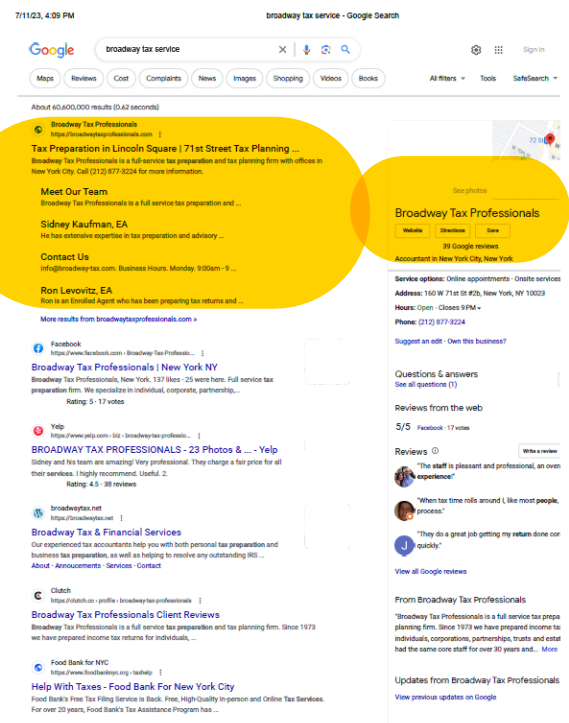 7/11/23, 4:09 PM
broadway tax service - Google Search
Google
broadway tax service
Sign in
Maps
Reviews
Cost
Complaints
News
Images
Shopping
Videos
Books
All filters
Tools
SafeSearch
About 60,600,000 results (0.62 seconds)
Broadway Tax Professionals
https://broadwaytaxprofessionals.com
Tax Preparation in Lincoln Square | 71st Street Tax Planning ...
Broadway Tax Professionals is a full-service tax preparation and tax planning firm with offices in
New York City. Call (212) 877-3224 for more information.
Meet Our Team
Broadway Tax Professionals is a full service tax preparation and ...
Sidney Kaufman, EA
He has extensive expertise in tax preparation and advisory ...
Contact Us
info@broadway-tax.com. Business Hours. Monday. 9:00am - 9 ...
Ron Levovitz, EA
Ron is an Enrolled Agent who has been preparing tax returns and ...
More results from broadwaytaxprofessionals.com »
Facebook
https://www.facebook.com › Broadway-Tax-Professio...
Broadway Tax Professionals | New York NY
Broadway Tax Professionals, New York. 137 likes · 25 were here. Full service tax
preparation firm. We specialize in individual, corporate, partnership,...
Rating: 5 · 17 votes
Yelp
https://www.yelp.com › biz › broadway-tax-professio...
BROADWAY TAX PROFESSIONALS - 23 Photos & ... - Yelp
Sidney and his team are amazing! Very professional. They charge a fair price for all
their services. I highly recommend. Useful. 2.
Rating: 4.5 · 38 reviews
broadwaytax.net
https://broadwaytax.net
Broadway Tax & Financial Services
Our experienced tax accountants help you with both personal tax preparation and
business tax preparation, as well as helping to resolve any outstanding IRS ...
About · Annoucements · Services · Contact
Clutch
https://clutch.co › profile › broadway-tax-professionals
Broadway Tax Professionals Client Reviews
Broadway Tax Professionals is a full service tax preparation and tax planning firm. Since 1973
we have prepared income tax returns for individuals, ...
Food Bank for NYC
https://www.foodbanknyc.org › taxhelp
Help With Taxes - Food Bank For New York City
Food Bank's Free Tax Filing Service is Back. Free, High-Quality In-person and Online Tax Services.
For over 20 years, Food Bank's Tax Assistance Program has ...
72 St
See photos
Broadway Tax Professionals
Website
Directions
Save
39 Google reviews
Accountant in New York City, New York
Service options: Online appointments · Onsite services
Address: 160 W 71st St #2b, New York, NY 10023
Hours: Open · Closes 9 PM
Phone: (212) 877-3224
Suggest an edit · Own this business?
Questions & answers
See all questions (1)
Reviews from the web
5/5 Facebook · 17 votes
Reviews
Write a review
"The staff is pleasant and professional, an over
experience!"
"When tax time rolls around I, like most people,
process."
"They do a great job getting my return done cor
quickly."
View all Google reviews
From Broadway Tax Professionals
"Broadway Tax Professionals is a full service tax prepa
planning firm. Since 1973 we have prepared income tax
individuals, corporations, partnerships, trusts and estat
had the same core staff for over 30 years and... More
Updates from Broadway Tax Professionals
View previous updates on Google